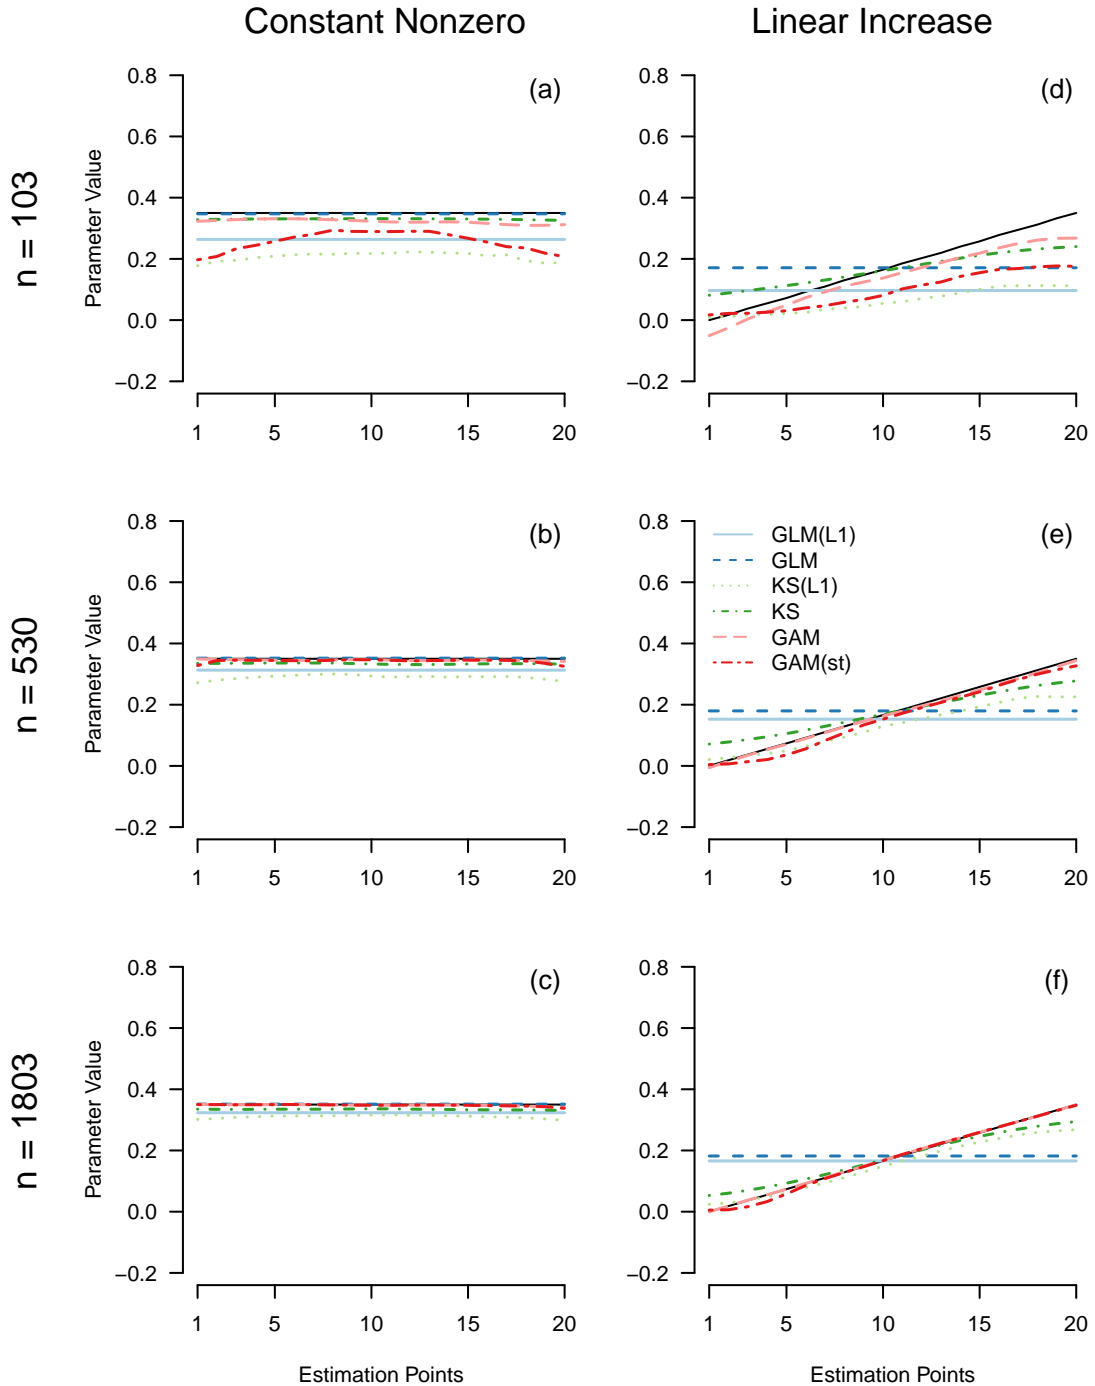 Constant Nonzero
Linear Increase
n = 103
Parameter Value
0.8
0.6
0.4
0.2
0.0
−0.2
(a)
1 5 10 15 20
0.8
0.6
0.4
0.2
0.0
−0.2
(d)
1 5 10 15 20
n = 530
Parameter Value
0.8
0.6
0.4
0.2
0.0
−0.2
(b)
1 5 10 15 20
0.8
0.6
0.4
0.2
0.0
−0.2
(e)
GLM(L1)
GLM
KS(L1)
KS
GAM
GAM(st)
1 5 10 15 20
n = 1803
Parameter Value
0.8
0.6
0.4
0.2
0.0
−0.2
(c)
1 5 10 15 20
Estimation Points
0.8
0.6
0.4
0.2
0.0
−0.2
(f)
1 5 10 15 20
Estimation Points